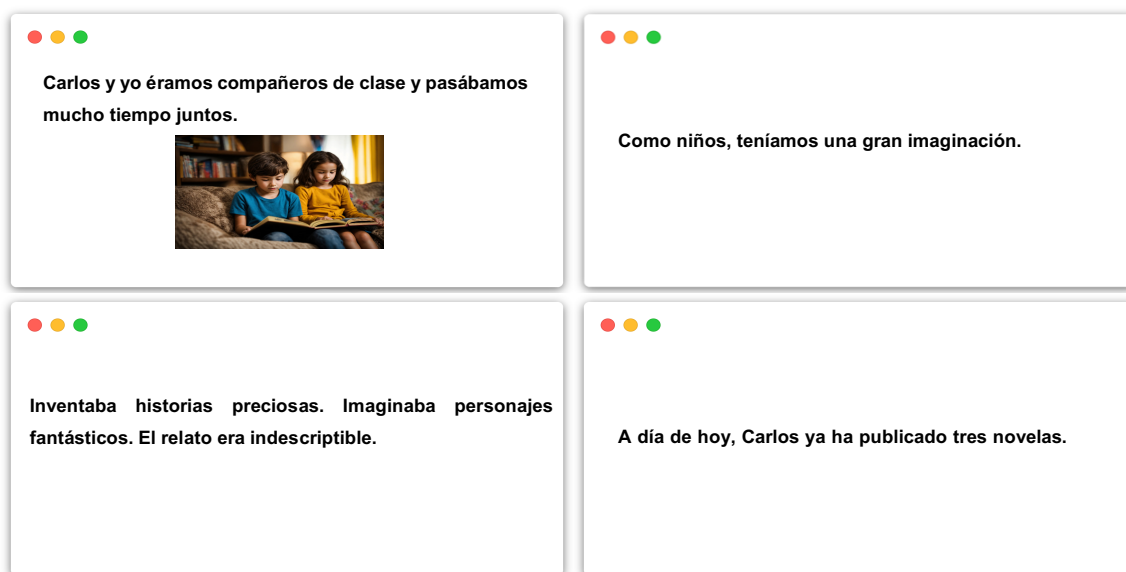 Carlos y yo éramos compañeros de clase y pasábamos
mucho tiempo juntos.
Como niños, teníamos una gran imaginación.
Inventaba historias preciosas. Imaginaba personajes
fantásticos. El relato era indescriptible.
A día de hoy, Carlos ya ha publicado tres novelas.